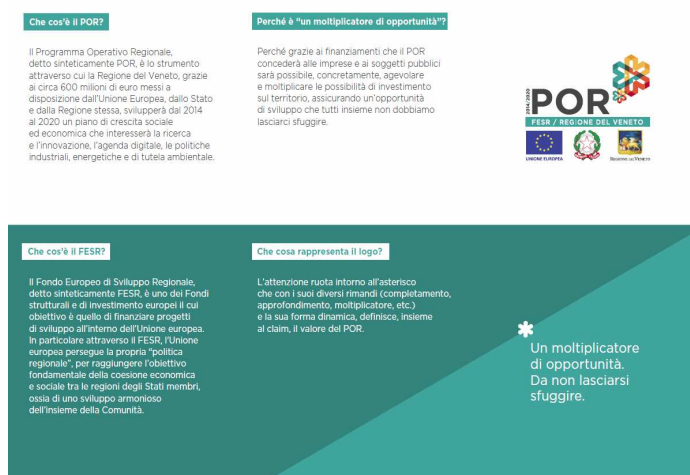 Che cos'è il POR?
Il Programma Operativo Regionale,
detto sinteticamente POR, è lo strumento
attraverso cui la Regione del Veneto, grazie
ai circa 600 milioni di euro messi a
disposizione dall'Unione Europea, dallo Stato
e dalla Regione stessa, svilupperà dal 2014
al 2020 un piano di crescita sociale
ed economica che interesserà la ricerca
e l'innovazione, l'agenda digitale, le politiche
industriali, energetiche e di tutela ambientale.
Perché è "un moltiplicatore di opportunità"?
Perché grazie ai finanziamenti che il POR
concederà alle imprese e ai soggetti pubblici
sarà possibile, concretamente, agevolare
e moltiplicare le possibilità di investimento
sul territorio, assicurando un'opportunità
di sviluppo che tutti insieme non dobbiamo
lasciarci sfuggire.
2014/2020
POR
FESR / REGIONE DEL VENETO
UNIONE EUROPEA
REGIONE DEL VENETO
Che cos'è il FESR?
Il Fondo Europeo di Sviluppo Regionale,
detto sinteticamente FESR, è uno dei Fondi
strutturali e di investimento europei il cui
obiettivo è quello di finanziare progetti
di sviluppo all'interno dell'Unione europea.
In particolare attraverso il FESR, l'Unione
europea persegue la propria "politica
regionale", per raggiungere l'obiettivo
fondamentale della coesione economica
e sociale tra le regioni degli Stati membri,
ossia di uno sviluppo armonioso
dell'insieme della Comunità.
Che cosa rappresenta il logo?
L'attenzione ruota intorno all'asterisco
che con i suoi diversi rimandi (completamento,
approfondimento, moltiplicatore, etc.)
e la sua forma dinamica, definisce, insieme
al claim, il valore del POR.
Un moltiplicatore
di opportunità.
Da non lasciarsi
sfuggire.